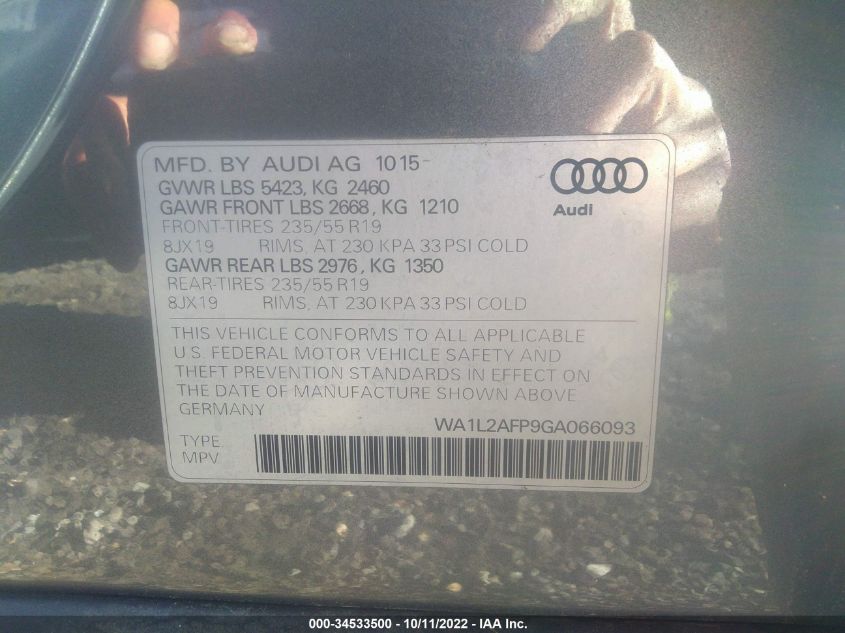 MFD. BY AUDI AG 1015
GVWR LBS 5423, KG 2460
GAWR FRONT LBS 2668, KG 1210
FRONT-TIRES 235/55 R19
8JX19 RIMS, AT 230 KPA 33 PSI COLD
GAWR REAR LBS 2976, KG 1350
REAR-TIRES 235/55 R19
8JX19 RIMS, AT 230 KPA 33 PSI COLD
Audi
THIS VEHICLE CONFORMS TO ALL APPLICABLE
U.S. FEDERAL MOTOR VEHICLE SAFETY AND
THEFT PREVENTION STANDARDS IN EFFECT ON
THE DATE OF MANUFACTURE SHOWN ABOVE
GERMANY
WA1L2AFP9GA066093
TYPE
MPV
000-34533500 - 10/11/2022 - IAA Inc.